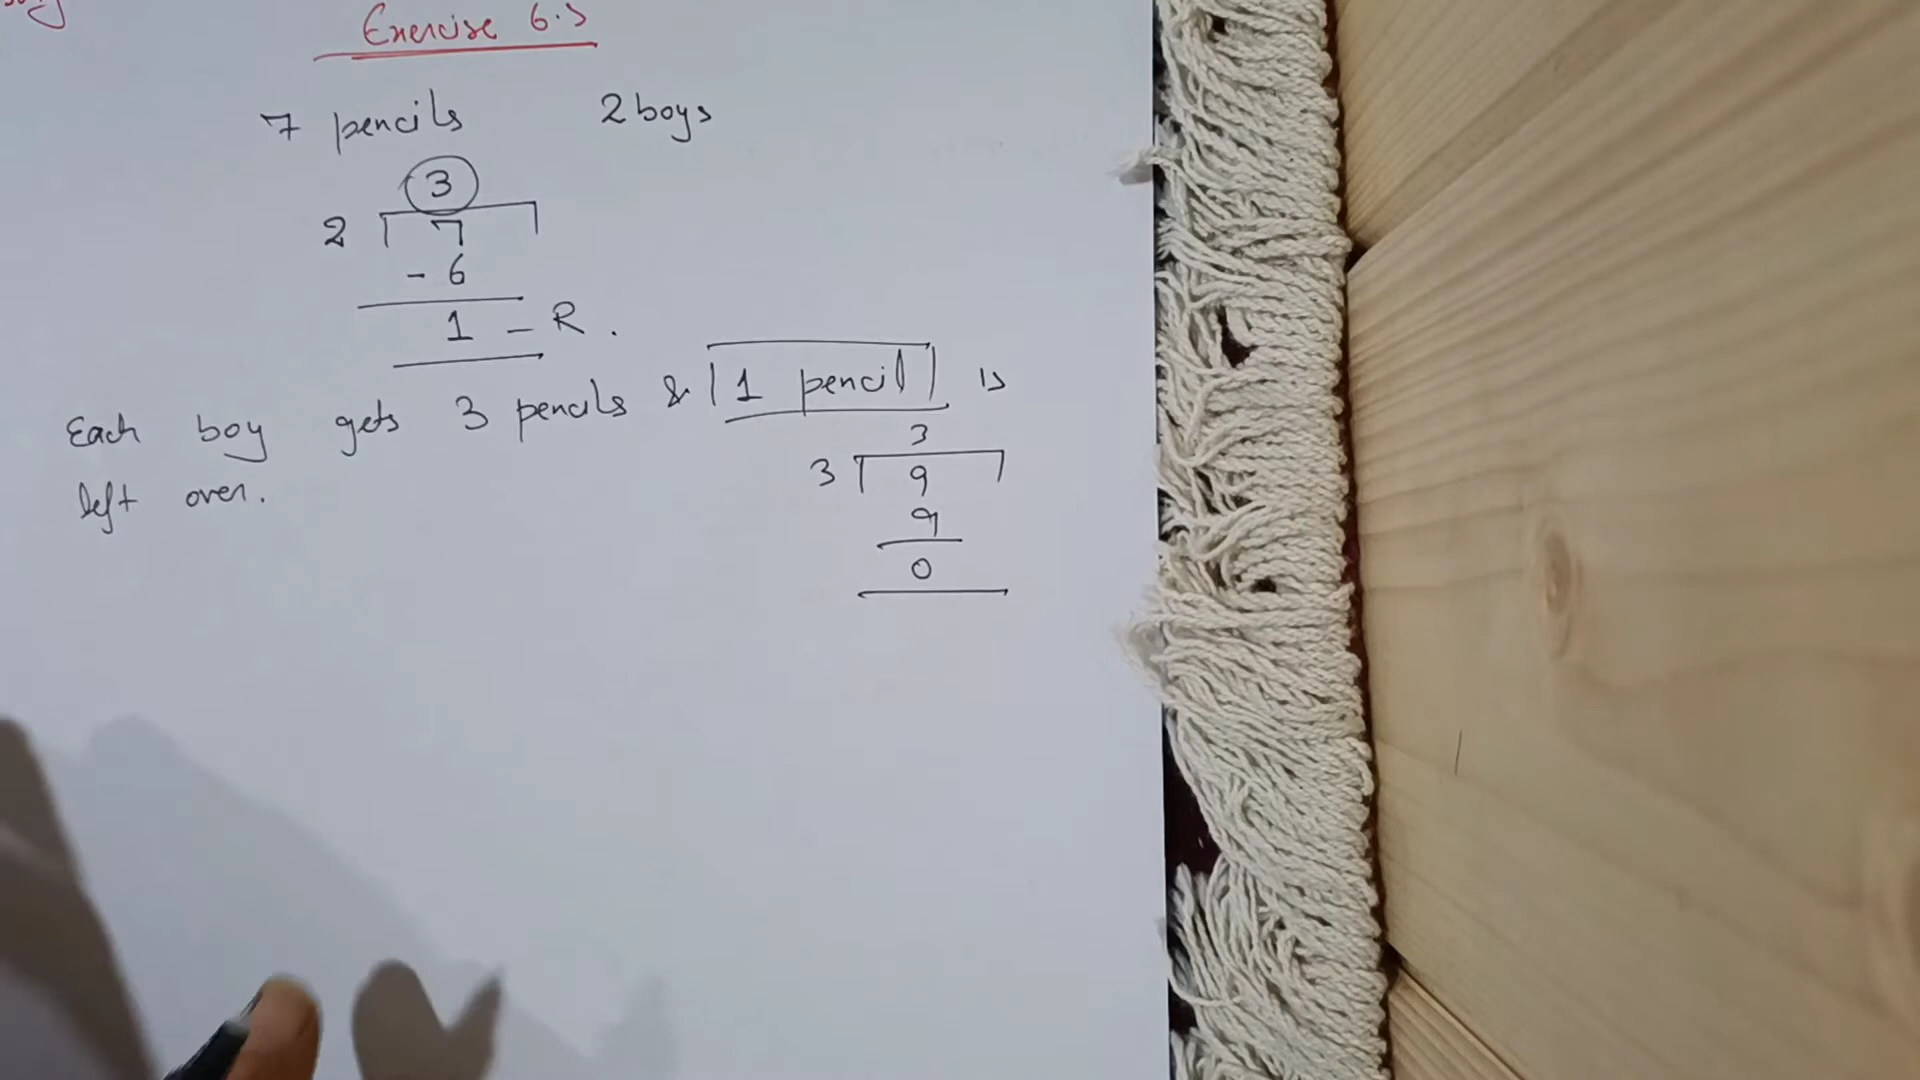 Exercise 6.5
7 pencils 2 boys
3
2 7
- 6
1 - R.
Each boy gets 3 pencils & 1 pencil is
left over.
3
3 9
9
0